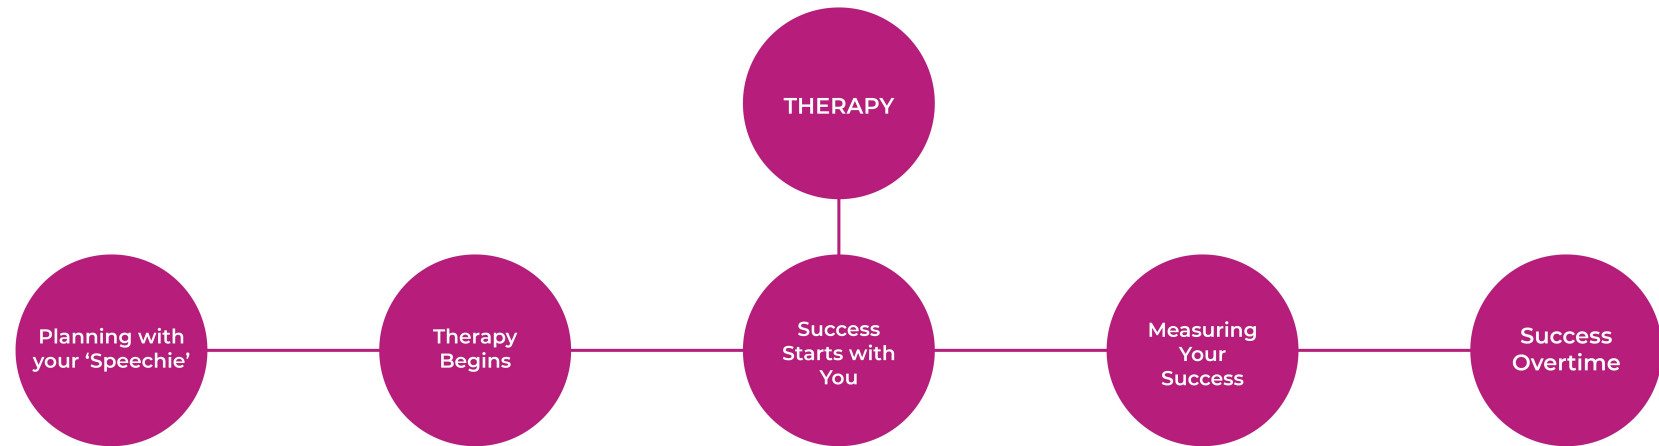 THERAPY
Planning with
your ‘Speechie’
Therapy
Begins
Success
Starts with
You
Measuring
Your
Success
Success
Overtime